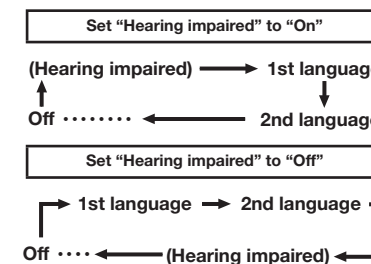 Set “Hearing impaired” to “On”
(Hearing impaired) 1st languag
Off ········ 2nd languag
Set “Hearing impaired” to “Off”
1st language 2nd language
Off ···· (Hearing impaired)